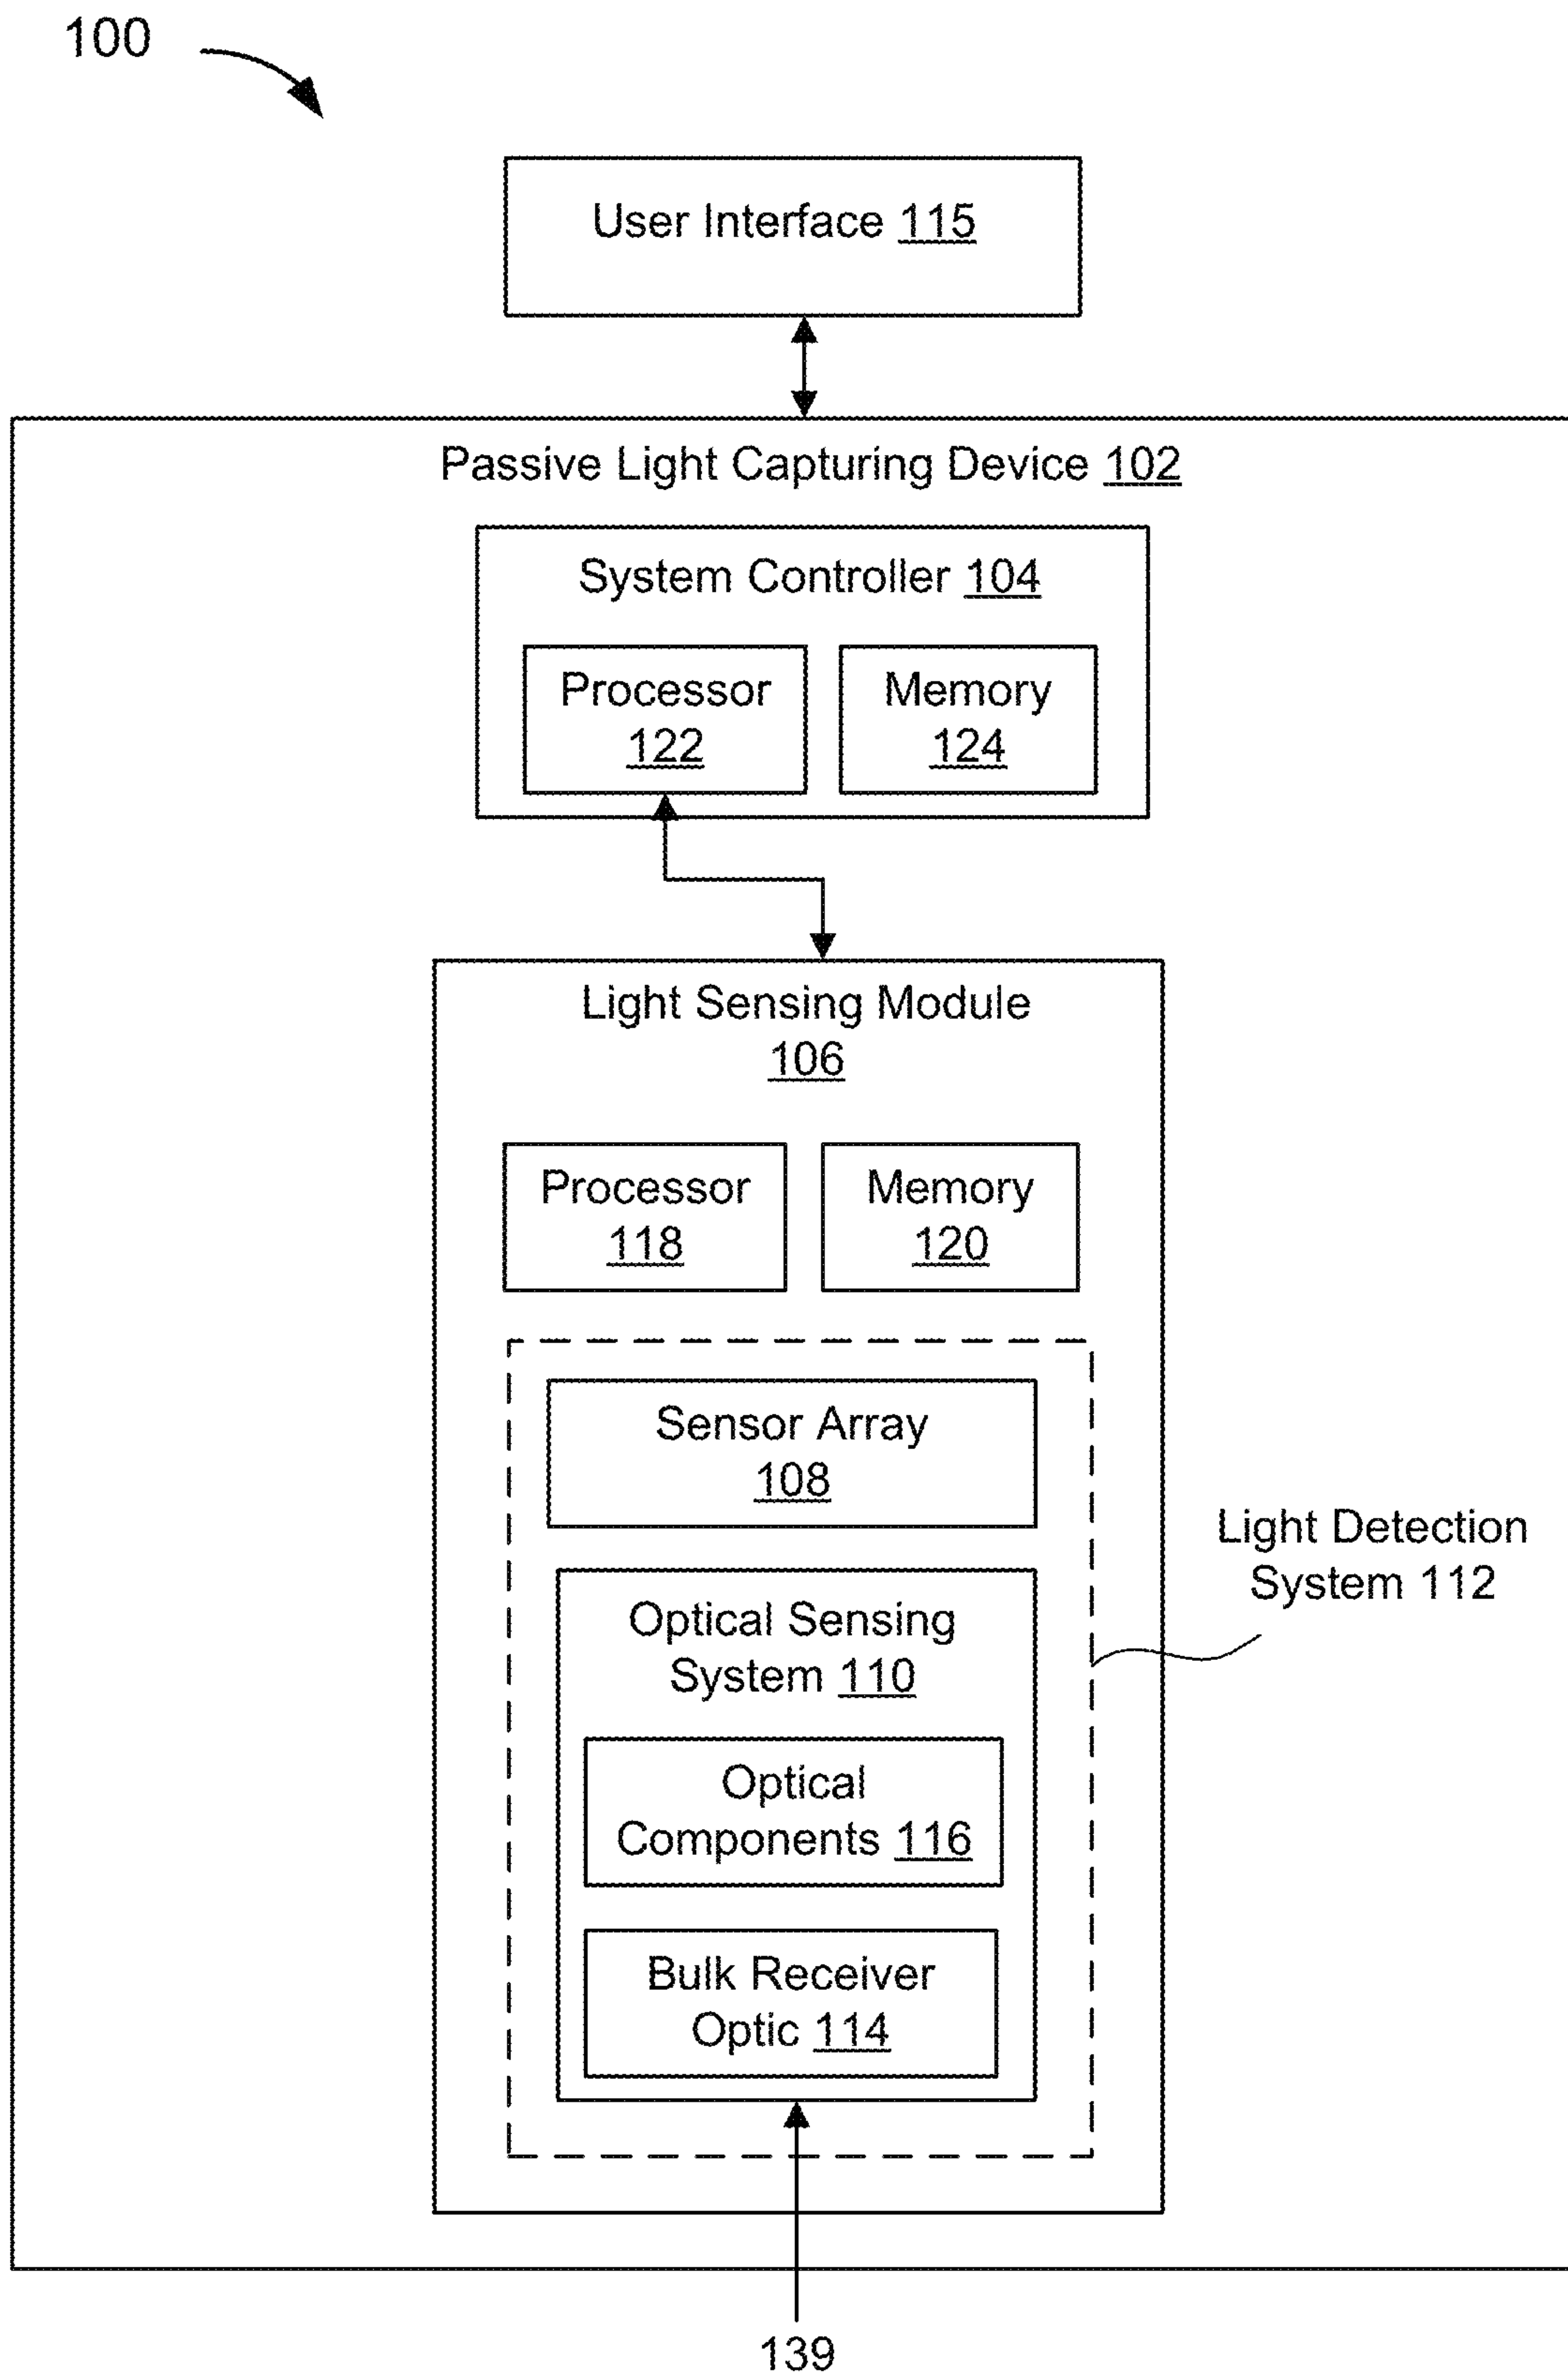 100
User Interface 115
Passive Light Capturing Device 102
System Controller 104
Processor
122
Memory
124
Light Sensing Module
106
Processor
118
Memory
120
Sensor Array
108
Light Detection
System 112
Optical Sensing
System 110
Optical
Components 116
Bulk Receiver
Optic 114
139